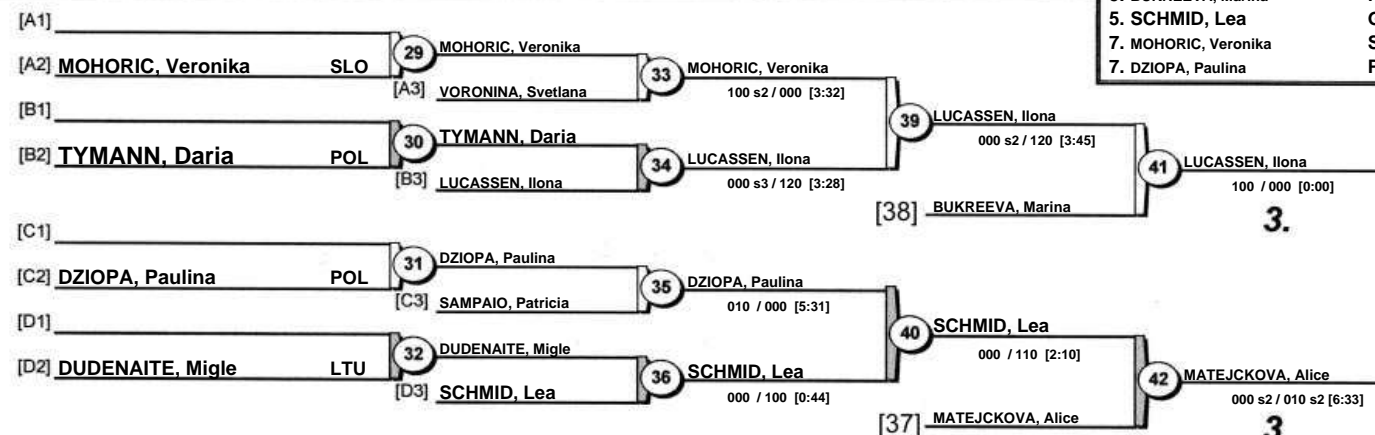 5. SCHMID, Lea
7. MOHORIC, Veronika S
7. DZIOPA, Paulina
[A1]
[A2] MOHORIC, Veronika SLO
29
MOHORIC, Veronika
[A3] VORONINA, Svetlana
33
MOHORIC, Veronika
100 s2 / 000 [3:32]
[B1]
[B2] TYMANN, Daria POL
30
TYMANN, Daria
[B3] LUCASSEN, Ilona
34
LUCASSEN, Ilona
000 s3 / 120 [3:28]
39
LUCASSEN, Ilona
000 s2 / 120 [3:45]
[38] BUKREEVA, Marina
41
LUCASSEN, Ilona
100 / 000 [0:00]
3.
[C1]
[C2] DZIOPA, Paulina POL
31
DZIOPA, Paulina
[C3] SAMPAIO, Patricia
35
DZIOPA, Paulina
010 / 000 [5:31]
[D1]
[D2] DUDENAITE, Migle LTU
32
DUDENAITE, Migle
[D3] SCHMID, Lea
36
SCHMID, Lea
000 / 100 [0:44]
40
SCHMID, Lea
000 / 110 [2:10]
[37] MATEJCKOVA, Alice
42
MATEJCKOVA, Alice
000 s2 / 010 s2 [6:33]
3